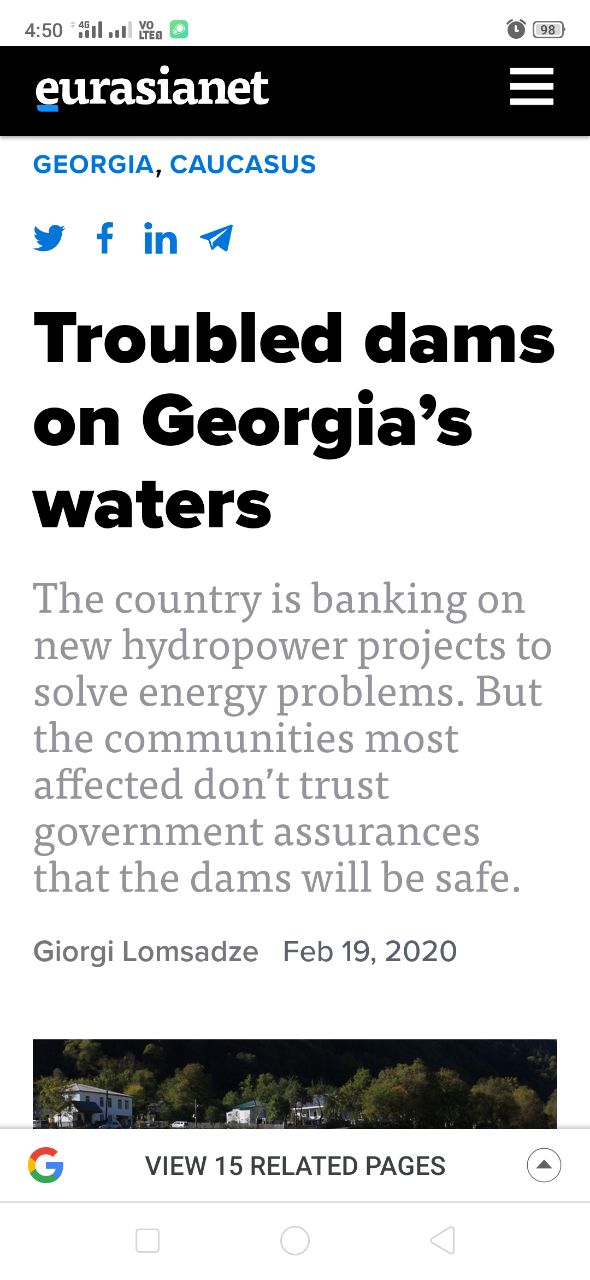 4:50 4G VO LTE 98
eurasianet
GEORGIA, CAUCASUS
Troubled dams
on Georgia’s
waters
The country is banking on
new hydropower projects to
solve energy problems. But
the communities most
affected don’t trust
government assurances
that the dams will be safe.
Giorgi Lomsadze Feb 19, 2020
VIEW 15 RELATED PAGES